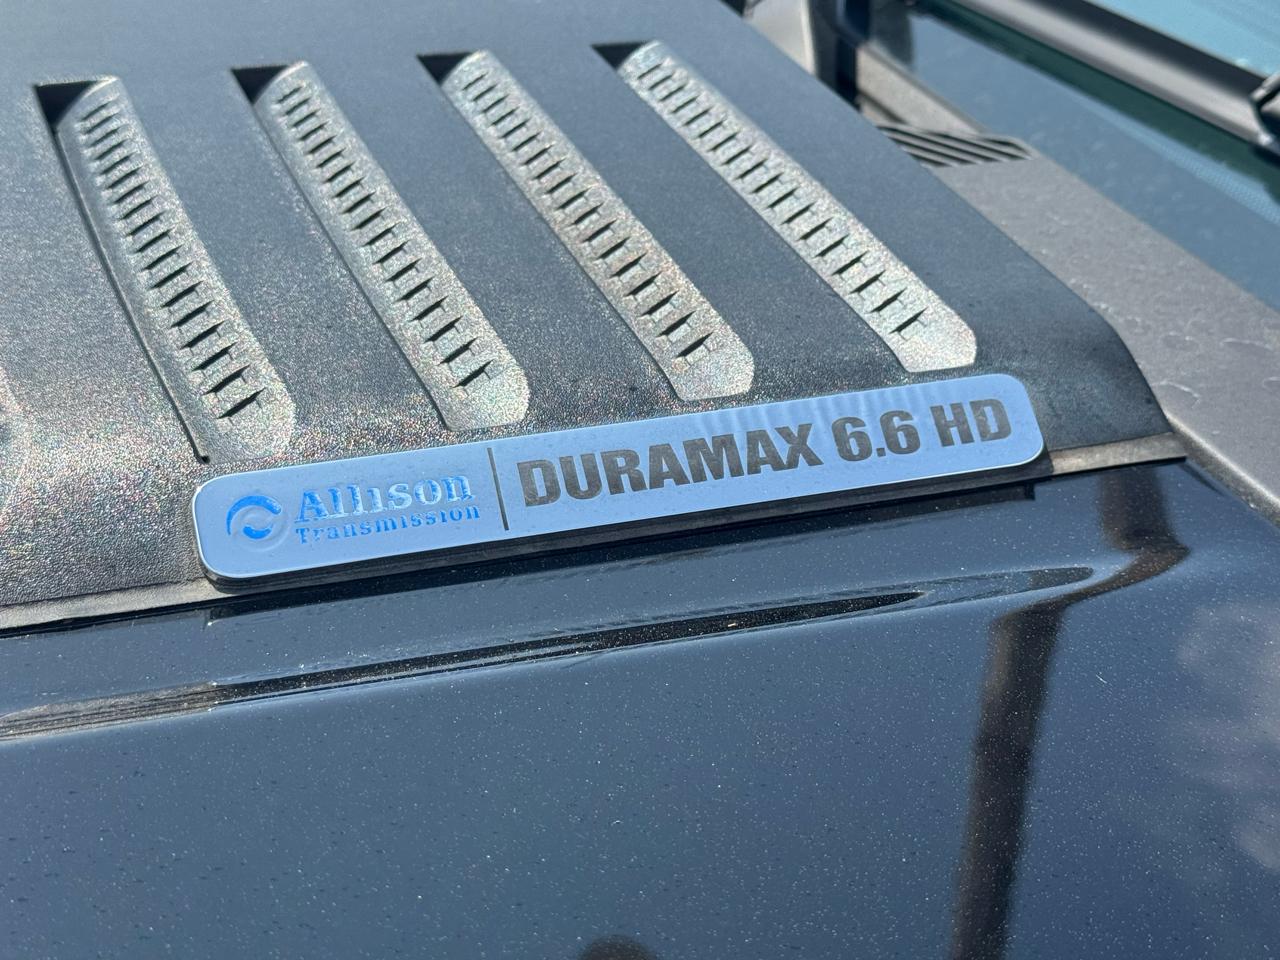 Allison
Transmission
DURAMAX 6.6 HD